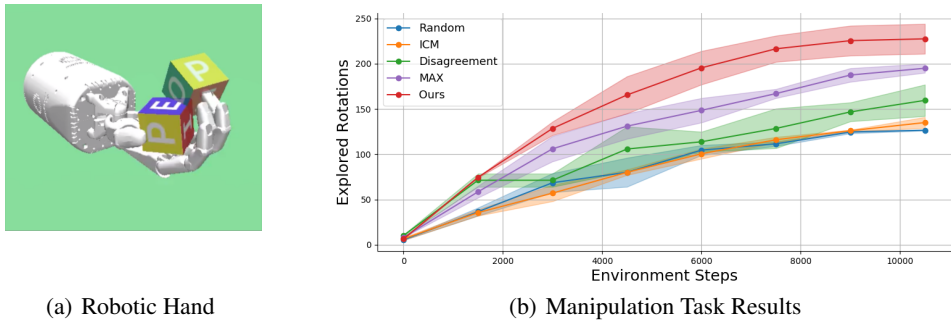 O P
P E I
Random
ICM
Disagreement
MAX
Ours
Explored Rotations
250
200
150
100
50
0
0 2000 4000 6000 8000 10000
Environment Steps
(a) Robotic Hand
(b) Manipulation Task Results